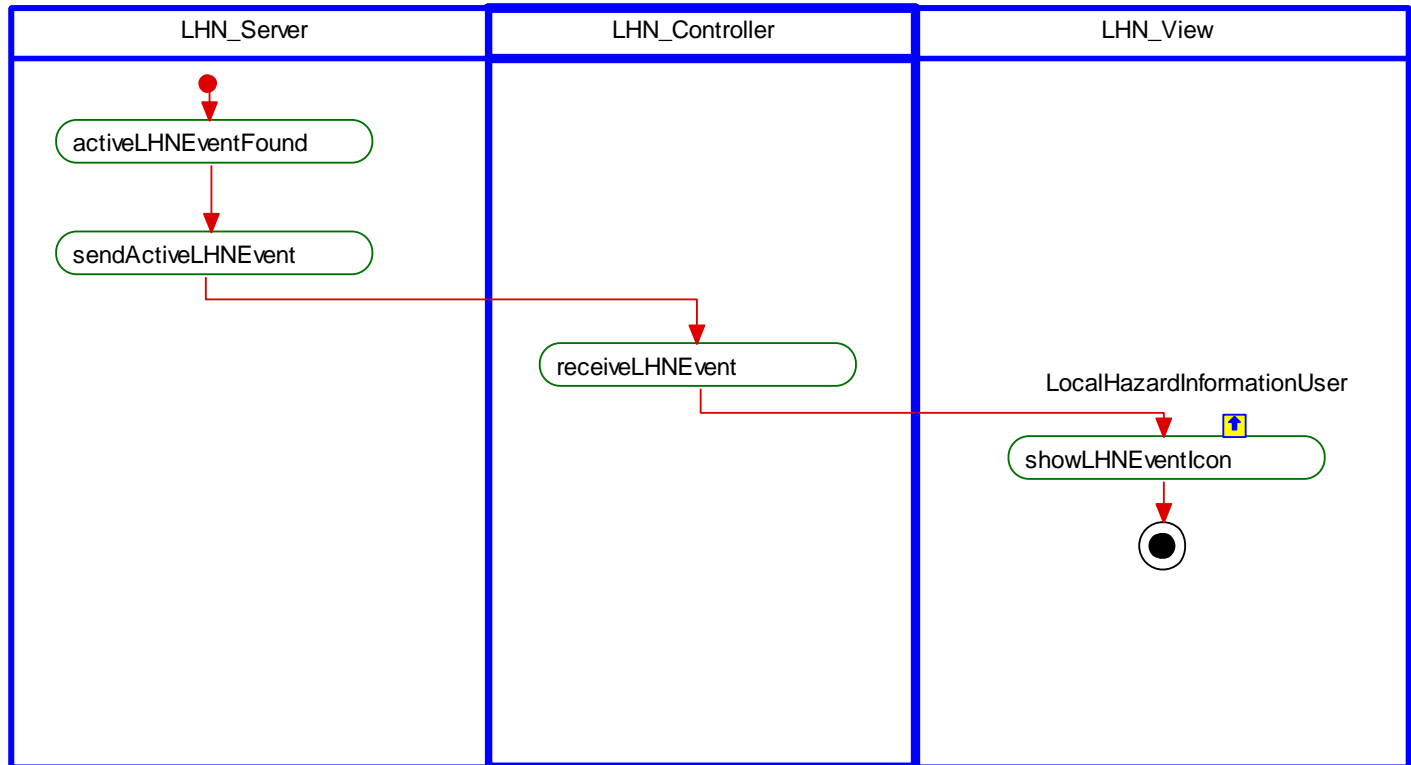 LHN_Server
LHN_Controller
LHN_View
activeLHNEventFound
sendActiveLHNEvent
receiveLHNEvent
LocalHazardInformationUser
showLHNEventIcon